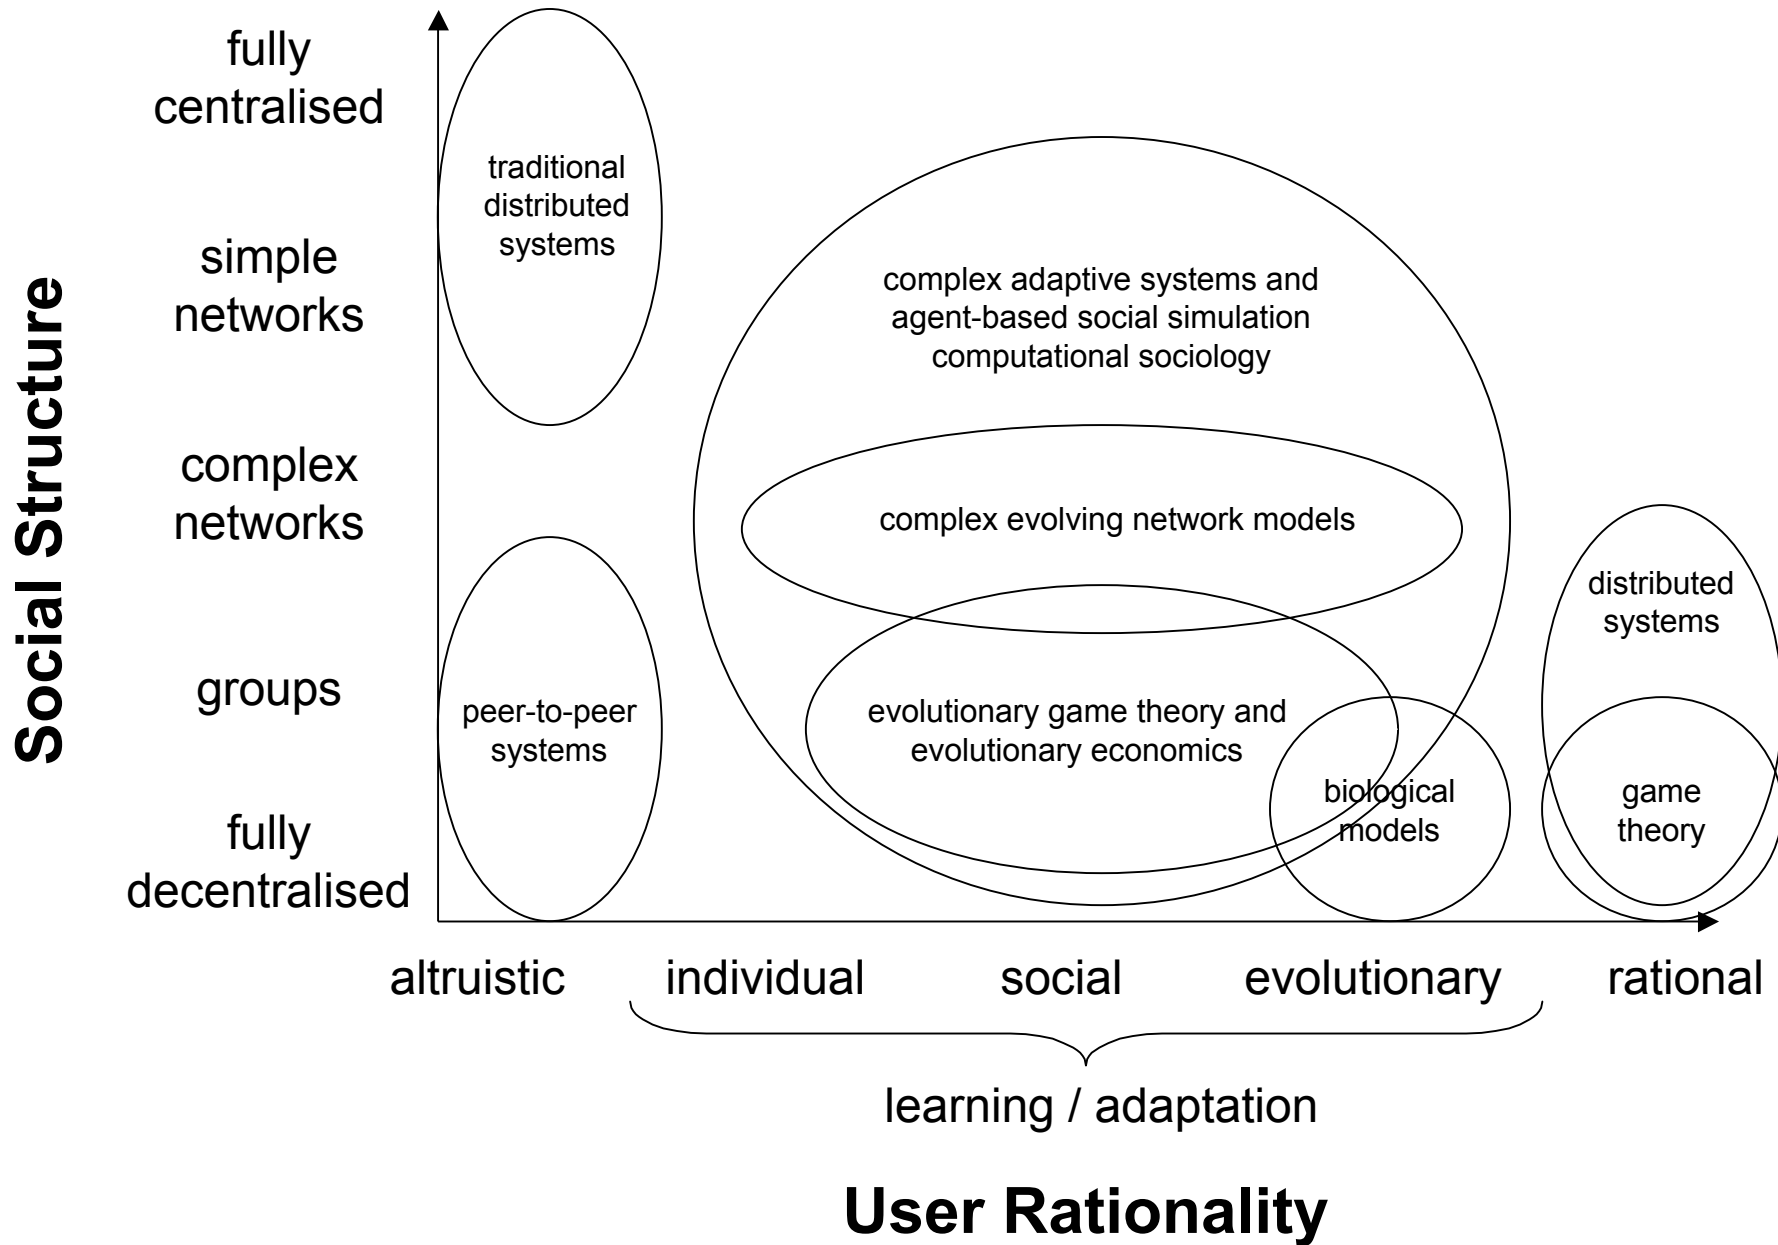 Social Structure
fully
centralised
simple
networks
complex
networks
groups
fully
decentralised
traditional
distributed
systems
peer-to-peer
systems
complex adaptive systems and
agent-based social simulation
computational sociology
complex evolving network models
evolutionary game theory and
evolutionary economics
biological
models
distributed
systems
game
theory
altruistic
individual
social
evolutionary
rational
learning / adaptation
User Rationality